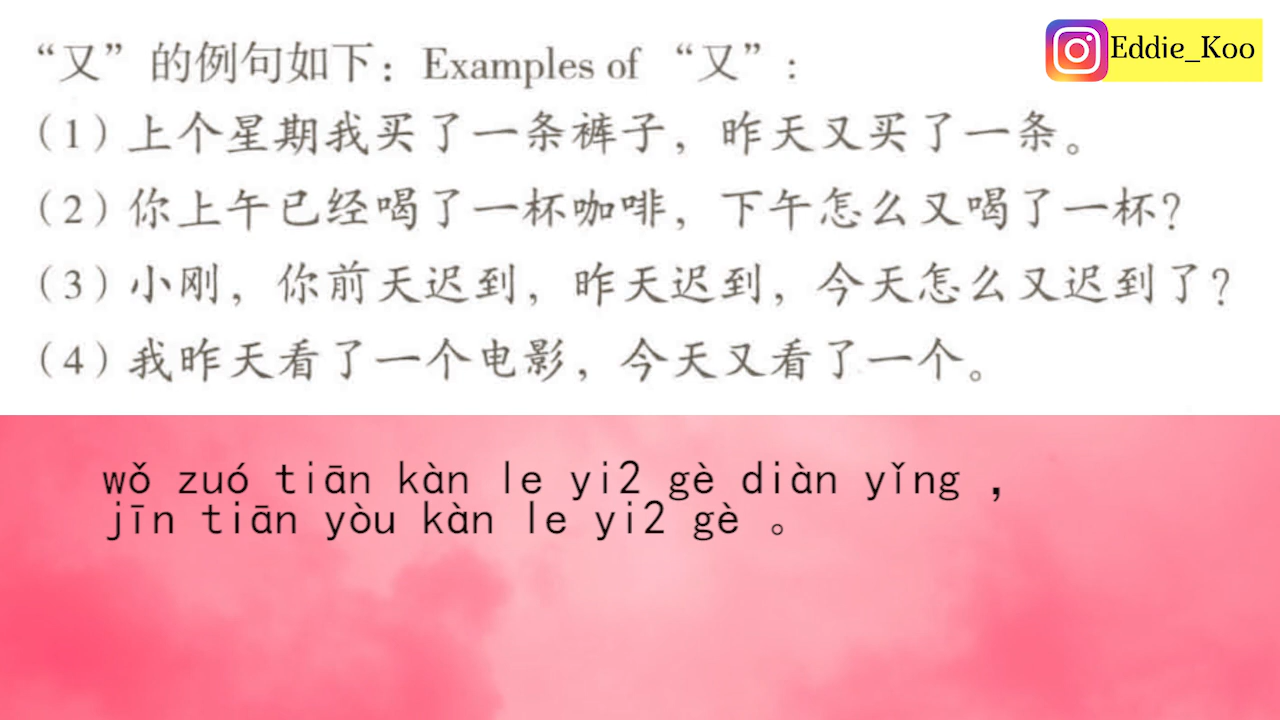 “又”的例句如下：Examples of “又”:
Eddie_Koo
（1）上个星期我买了一条裤子，昨天又买了一条。
（2）你上午已经喝了一杯咖啡，下午怎么又喝了一杯？
（3）小刚，你前天迟到，昨天迟到，今天怎么又迟到了？
（4）我昨天看了一个电影，今天又看了一个。
wǒ zuó tiān kàn le yi2 gè diàn yǐng ，
jīn tiān yòu kàn le yi2 gè 。